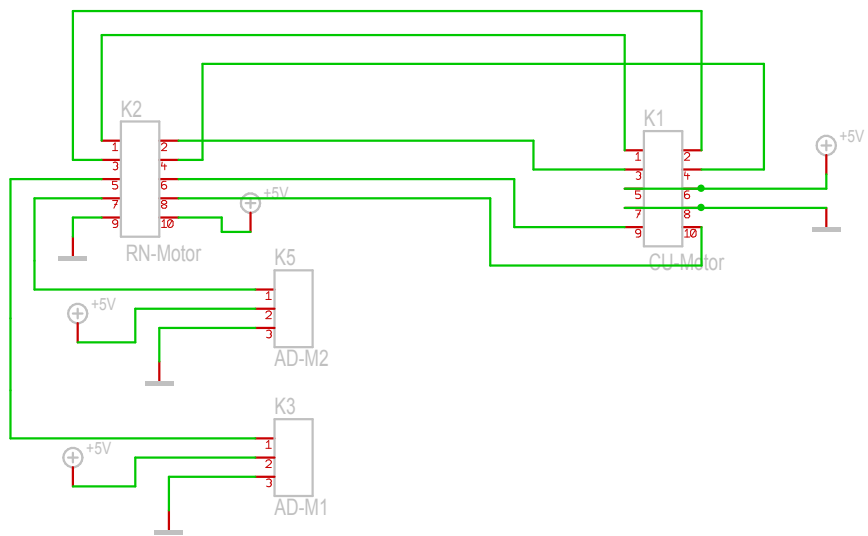 K2
K1
+5V
1 2
3 4
5 6
7 8
9 10
1 2
3 4
5 6
7 8
9 10
+5V
RN-Motor
CU-Motor
K5
+5V
1
2
3
AD-M2
K3
+5V
1
2
3
AD-M1